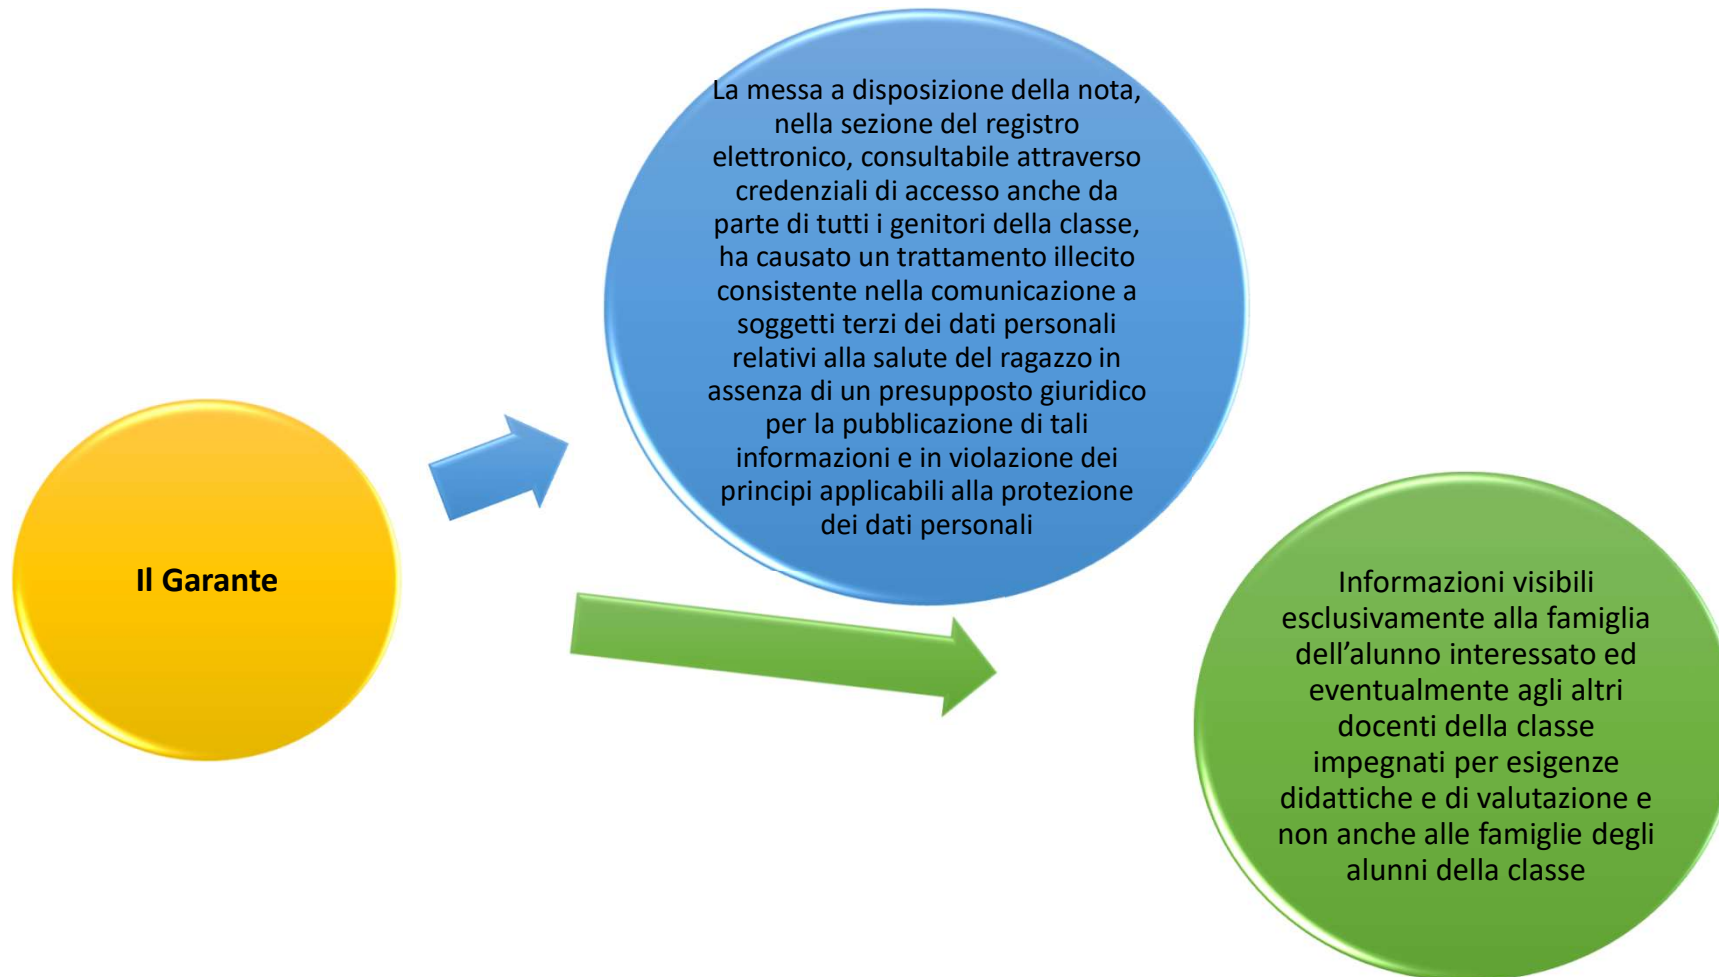 La messa a disposizione della nota,
nella sezione del registro
elettronico, consultabile attraverso
credenziali di accesso anche da
parte di tutti i genitori della classe,
ha causato un trattamento illecito
consistente nella comunicazione a
soggetti terzi dei dati personali
relativi alla salute del ragazzo in
assenza di un presupposto giuridico
per la pubblicazione di tali
informazioni e in violazione dei
principi applicabili alla protezione
dei dati personali
Il Garante
Informazioni visibili
esclusivamente alla famiglia
dell’alunno interessato ed
eventualmente agli altri
docenti della classe
impegnati per esigenze
didattiche e di valutazione e
non anche alle famiglie degli
alunni della classe